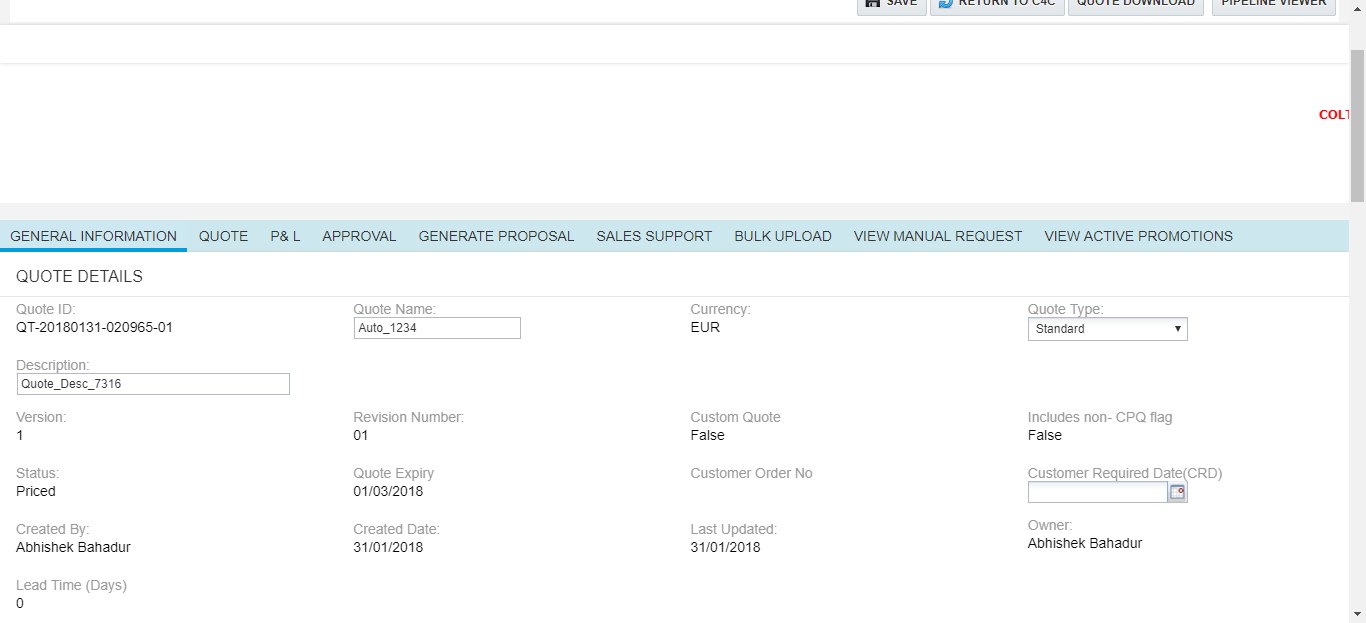 SAVE RETURN TO C4C QUOTE DOWNLOAD PIPELINE VIEWER
COLT
GENERAL INFORMATION QUOTE P& L APPROVAL GENERATE PROPOSAL SALES SUPPORT BULK UPLOAD VIEW MANUAL REQUEST VIEW ACTIVE PROMOTIONS
QUOTE DETAILS
Quote ID: Quote Name: Currency: Quote Type:
QT-20180131-020965-01 Auto_1234 EUR Standard
Description:
Quote_Desc_7316
Version: Revision Number: Custom Quote Includes non- CPQ flag
1 01 False False
Status: Quote Expiry Customer Order No Customer Required Date(CRD)
Priced 01/03/2018
Created By: Created Date: Last Updated: Owner:
Abhishek Bahadur 31/01/2018 31/01/2018 Abhishek Bahadur
Lead Time (Days)
0